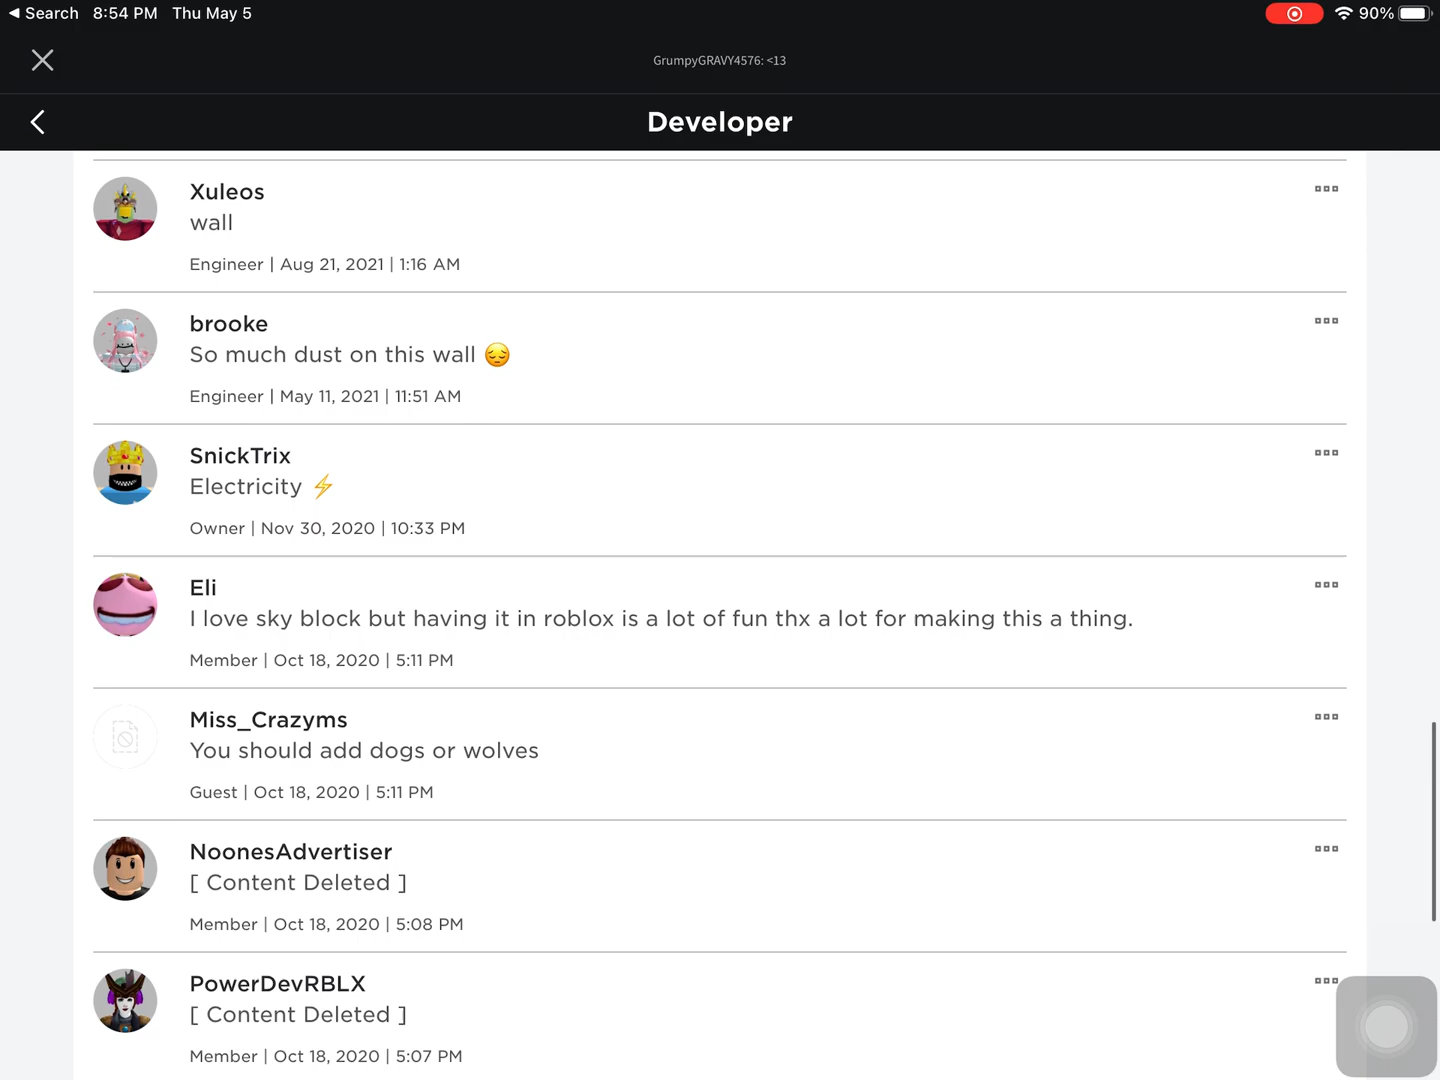 ◀ Search 8:54 PM Thu May 5 90%
GrumpyGRAVY4576: <13
Developer
Xuleos
wall
Engineer | Aug 21, 2021 | 1:16 AM
brooke
So much dust on this wall 😔
Engineer | May 11, 2021 | 11:51 AM
SnickTrix
Electricity ⚡
Owner | Nov 30, 2020 | 10:33 PM
Eli
I love sky block but having it in roblox is a lot of fun thx a lot for making this a thing.
Member | Oct 18, 2020 | 5:11 PM
Miss_Crazyms
You should add dogs or wolves
Guest | Oct 18, 2020 | 5:11 PM
NoonesAdvertiser
[ Content Deleted ]
Member | Oct 18, 2020 | 5:08 PM
PowerDevRBLX
[ Content Deleted ]
Member | Oct 18, 2020 | 5:07 PM